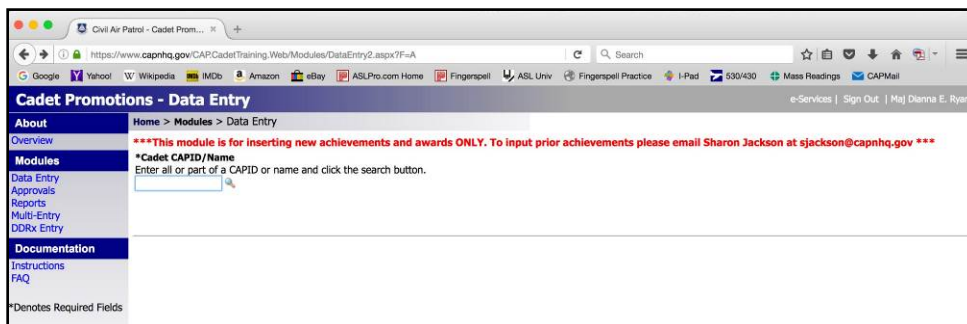 Civil Air Patrol - Cadet Prom...
https://www.capnhq.gov/CAP.CadetTraining.Web/Modules/DataEntry2.aspx?F=A
Search
Google Yahoo! Wikipedia IMDb Amazon eBay ASLPro.com Home Fingerspell ASL Univ Fingerspell Practice I-Pad 530/430 Mass Readings CAPMail
Cadet Promotions - Data Entry
e-Services | Sign Out | Maj Dianna E. Ryan
About
Overview
Modules
Data Entry
Approvals
Reports
Multi-Entry
DDRx Entry
Documentation
Instructions
FAQ
*Denotes Required Fields
Home > Modules > Data Entry
***This module is for inserting new achievements and awards ONLY. To input prior achievements please email Sharon Jackson at sjackson@capnhq.gov ***
*Cadet CAPID/Name
Enter all or part of a CAPID or name and click the search button.